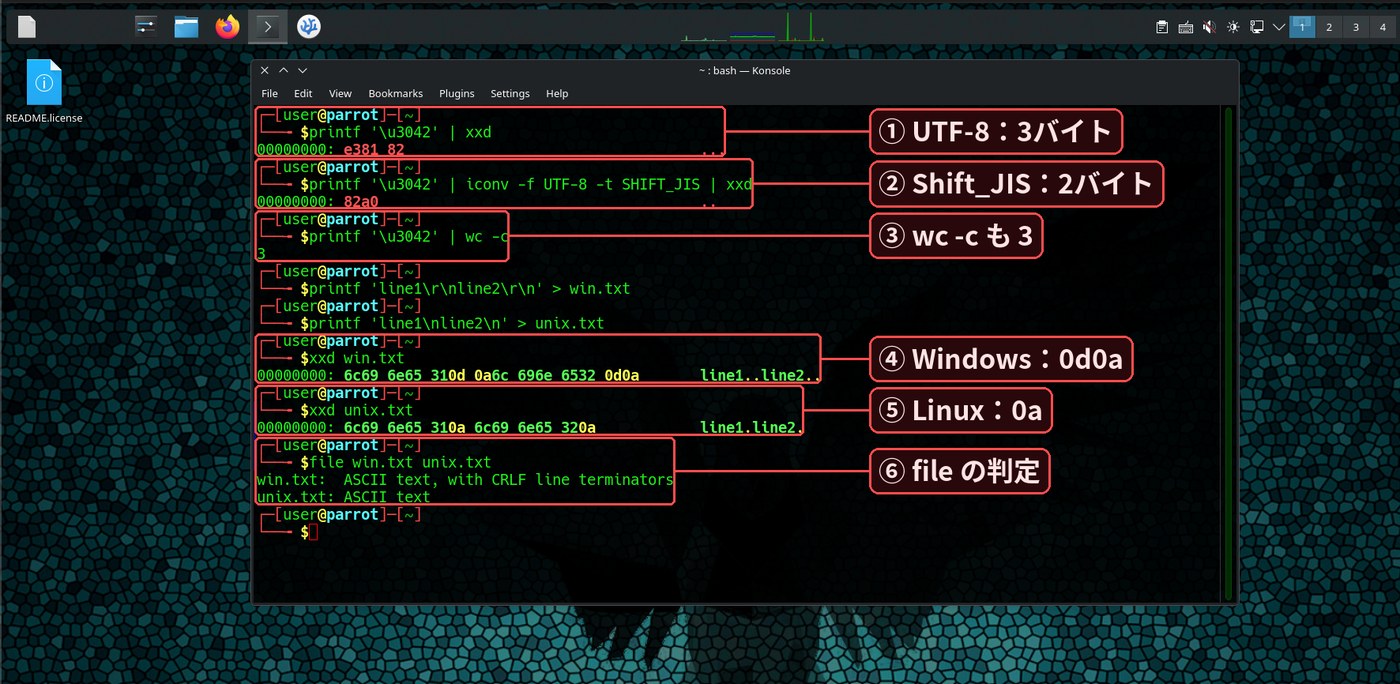 1 2 3 4
README.license
~ : bash — Konsole
File Edit View Bookmarks Plugins Settings Help
┌─[user@parrot]─[~]
└──╼ $printf '\u3042' | xxd
00000000: e381 82 ...
① UTF-8：3バイト
┌─[user@parrot]─[~]
└──╼ $printf '\u3042' | iconv -f UTF-8 -t SHIFT_JIS | xxd
00000000: 82a0 ..
② Shift_JIS：2バイト
┌─[user@parrot]─[~]
└──╼ $printf '\u3042' | wc -c
3
③ wc -c も 3
┌─[user@parrot]─[~]
└──╼ $printf 'line1\r\nline2\r\n' > win.txt
┌─[user@parrot]─[~]
└──╼ $printf 'line1\nline2\n' > unix.txt
┌─[user@parrot]─[~]
└──╼ $xxd win.txt
00000000: 6c69 6e65 310d 0a6c 696e 6532 0d0a line1..line2..
④ Windows：0d0a
┌─[user@parrot]─[~]
└──╼ $xxd unix.txt
00000000: 6c69 6e65 310a 6c69 6e65 320a line1.line2.
⑤ Linux：0a
┌─[user@parrot]─[~]
└──╼ $file win.txt unix.txt
win.txt: ASCII text, with CRLF line terminators
unix.txt: ASCII text
⑥ file の判定
┌─[user@parrot]─[~]
└──╼ $